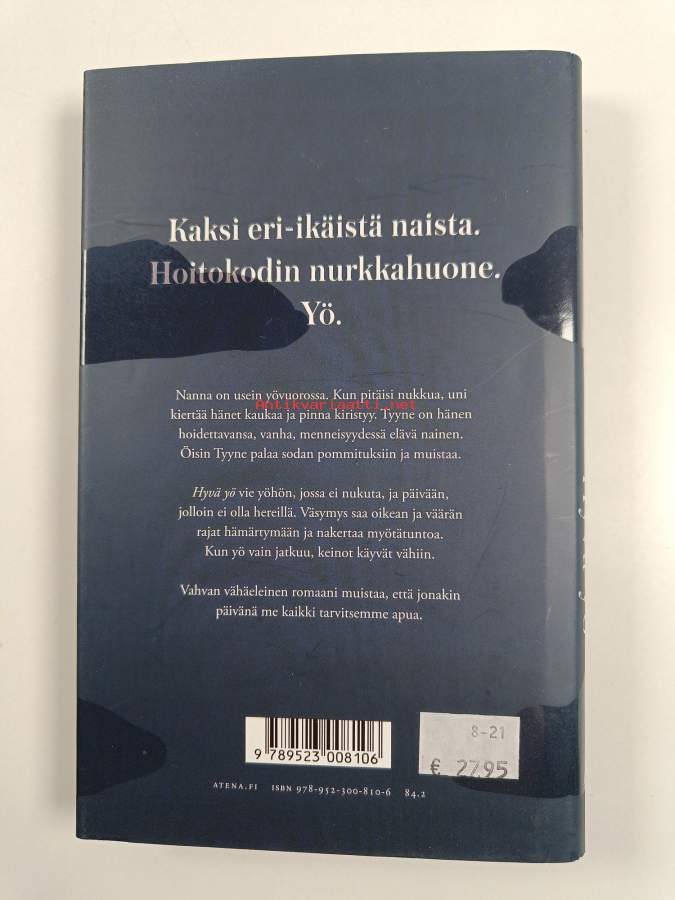 Kaksi eri-ikäistä naista.
Hoitokodin nurkkahuone.
Yö.
Nanna on usein yövuorossa. Kun pitäisi nukkua, uni
Antikvariaatti.net
kiertää hänet kaukaa ja pinna kiristyy. Tyyne on hänen
hoidettavansa, vanha, menneisyydessä elävä nainen.
Öisin Tyyne palaa sodan pommituksiin ja muistaa.
Hyvä yö vie yöhön, jossa ei nukuta, ja päivään,
jolloin ei olla hereillä. Väsymys saa oikean ja väärän
rajat hämärtymään ja nakertaa myötätuntoa.
Kun yö vain jatkuu, keinot käyvät vähiin.
Vahvan vähäeleinen romaani muistaa, että jonakin
päivänä me kaikki tarvitsemme apua.
8-21
€ 27.95
9 789523 008106
ATENA.FI ISBN 978-952-300-810-6 84.2